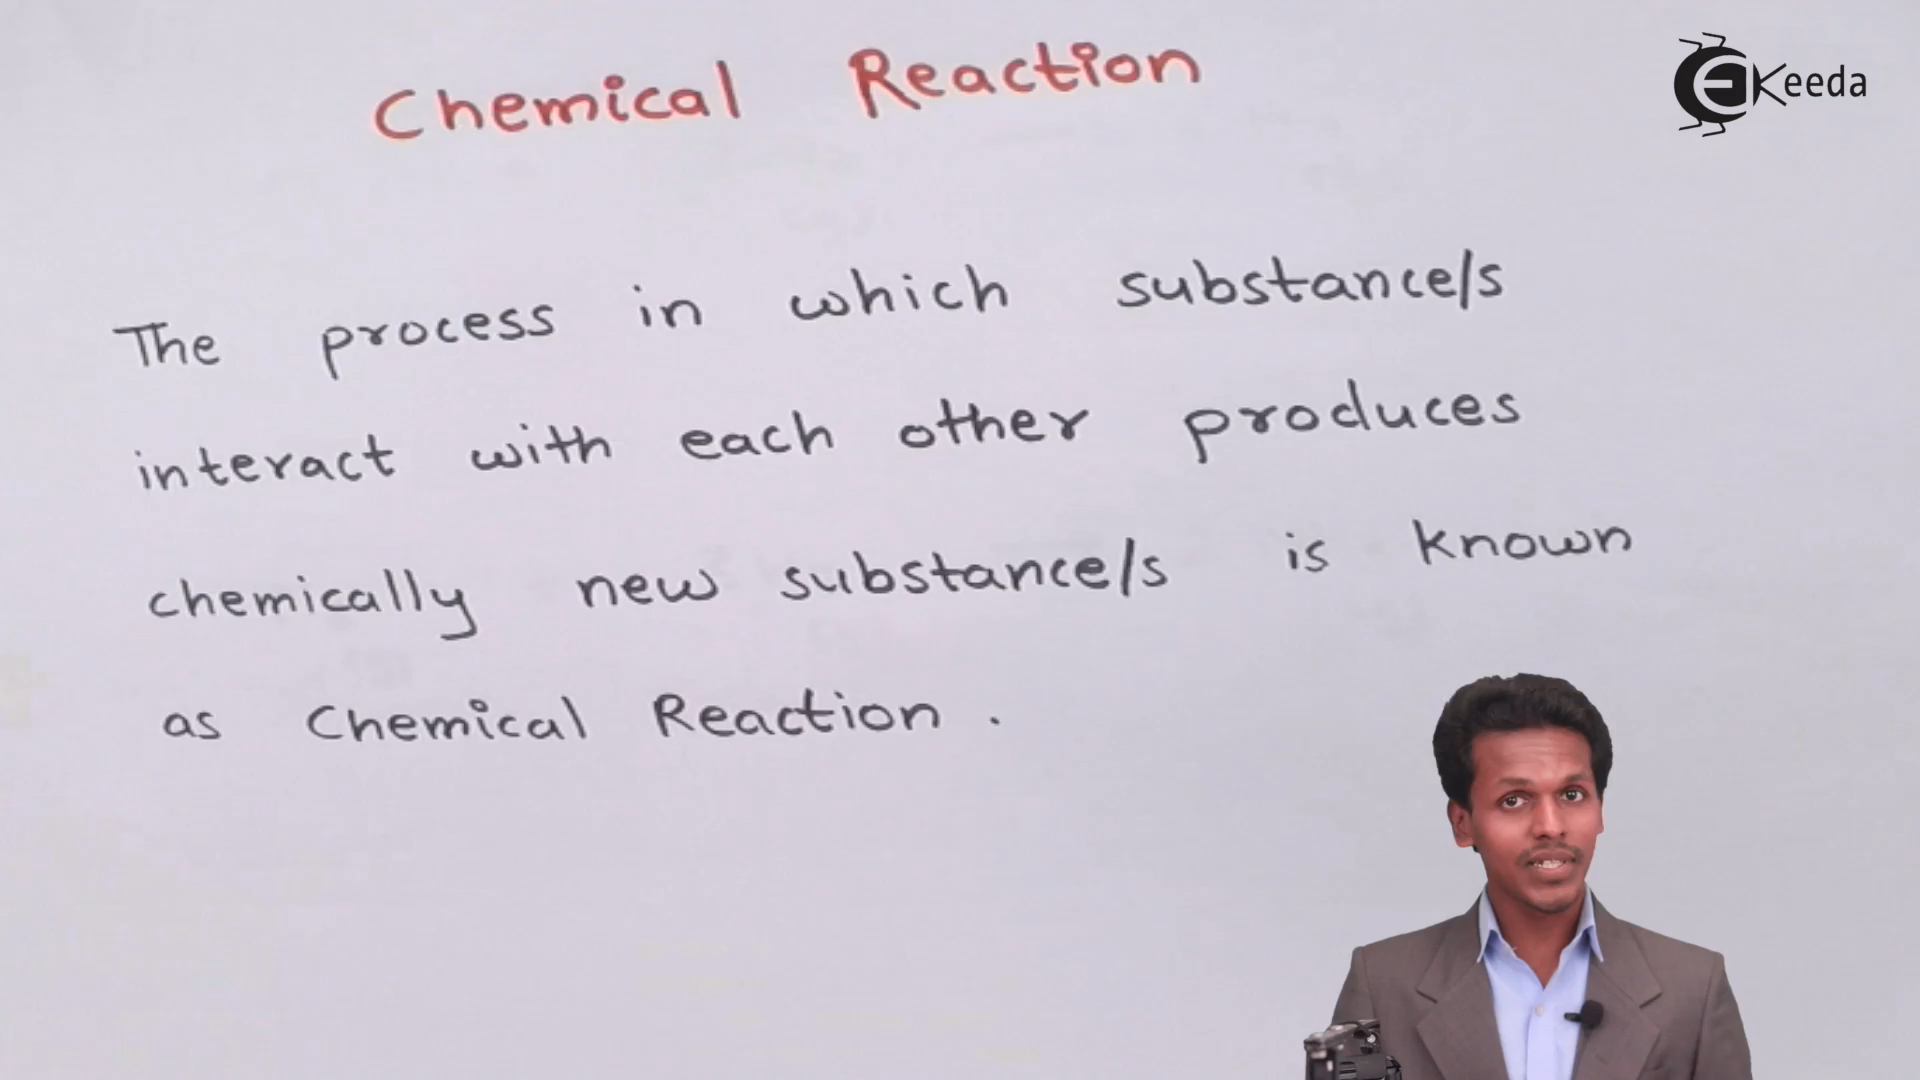 Chemical Reaction
EKeeda
The process in which substance/s
interact with each other produces
chemically new substance/s is known
as Chemical Reaction.